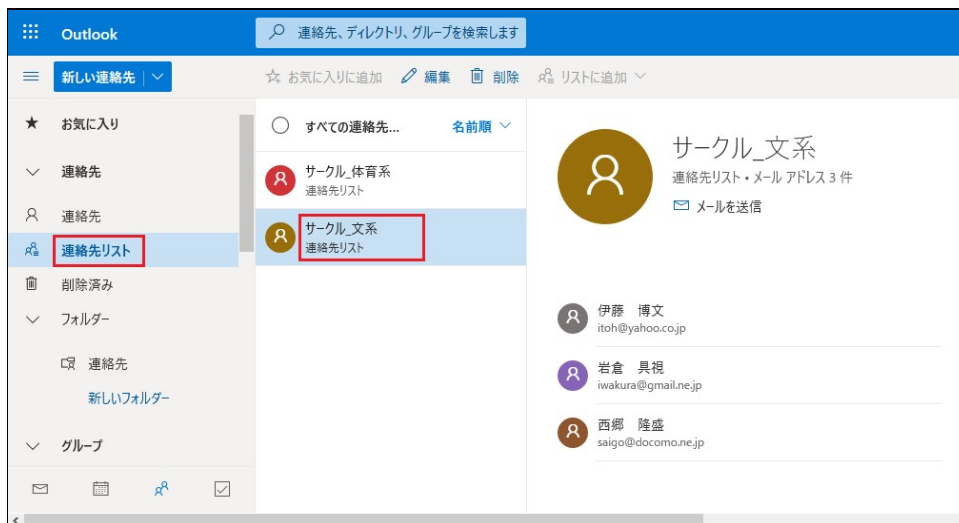 Outlook
連絡先、ディレクトリ、グループを検索します
新しい連絡先
お気に入りに追加
編集
削除
リストに追加
お気に入り
連絡先
連絡先
連絡先リスト
削除済み
フォルダー
連絡先
新しいフォルダー
グループ
すべての連絡先...
名前順
サークル_体育系
連絡先リスト
サークル_文系
連絡先リスト
サークル_文系
連絡先リスト • メール アドレス 3 件
メールを送信
伊藤　博文
itoh@yahoo.co.jp
岩倉　具視
iwakura@gmail.ne.jp
西郷　隆盛
saigo@docomo.ne.jp